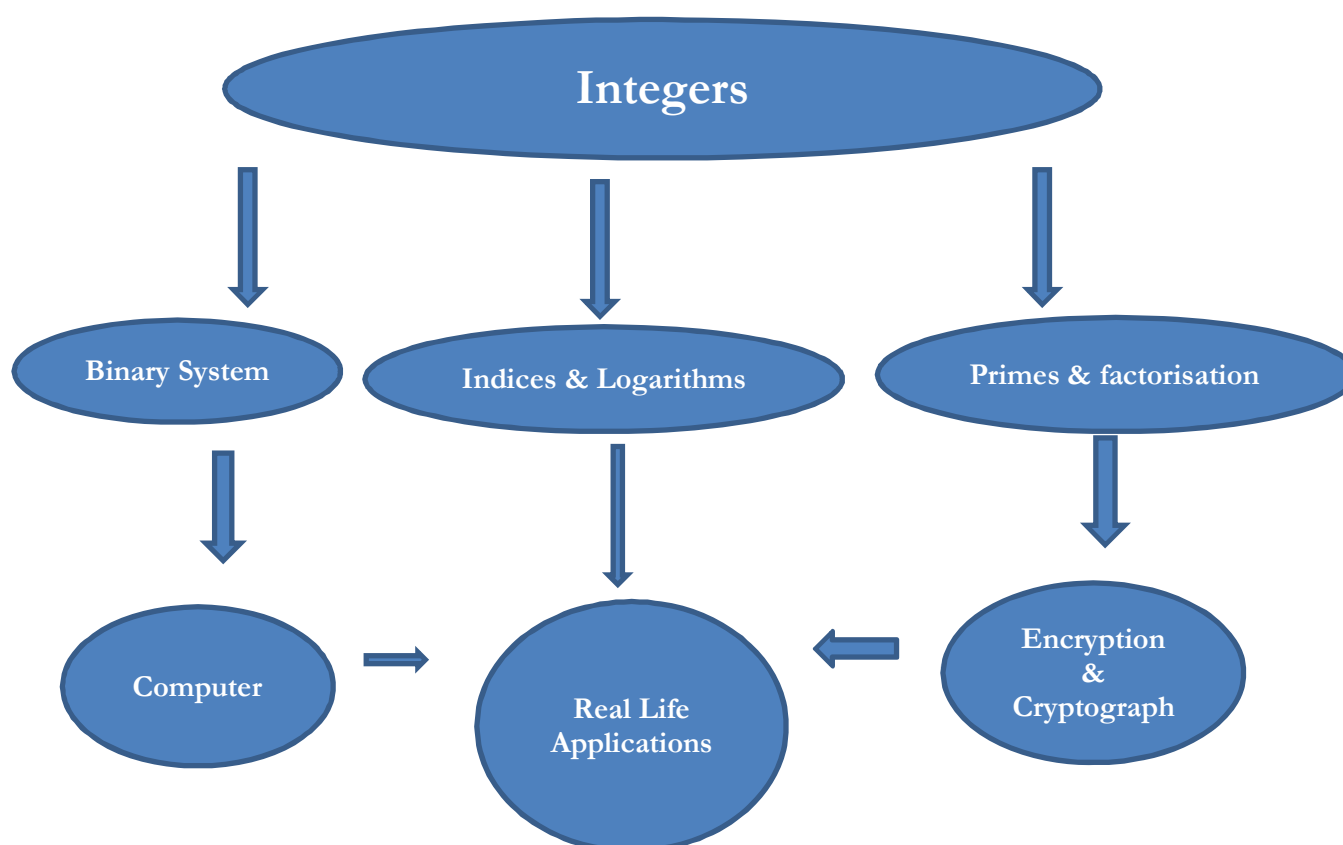 Integers
Binary System
Indices & Logarithms
Primes & factorisation
Computer
Real Life
Applications
Encryption
&
Cryptograph